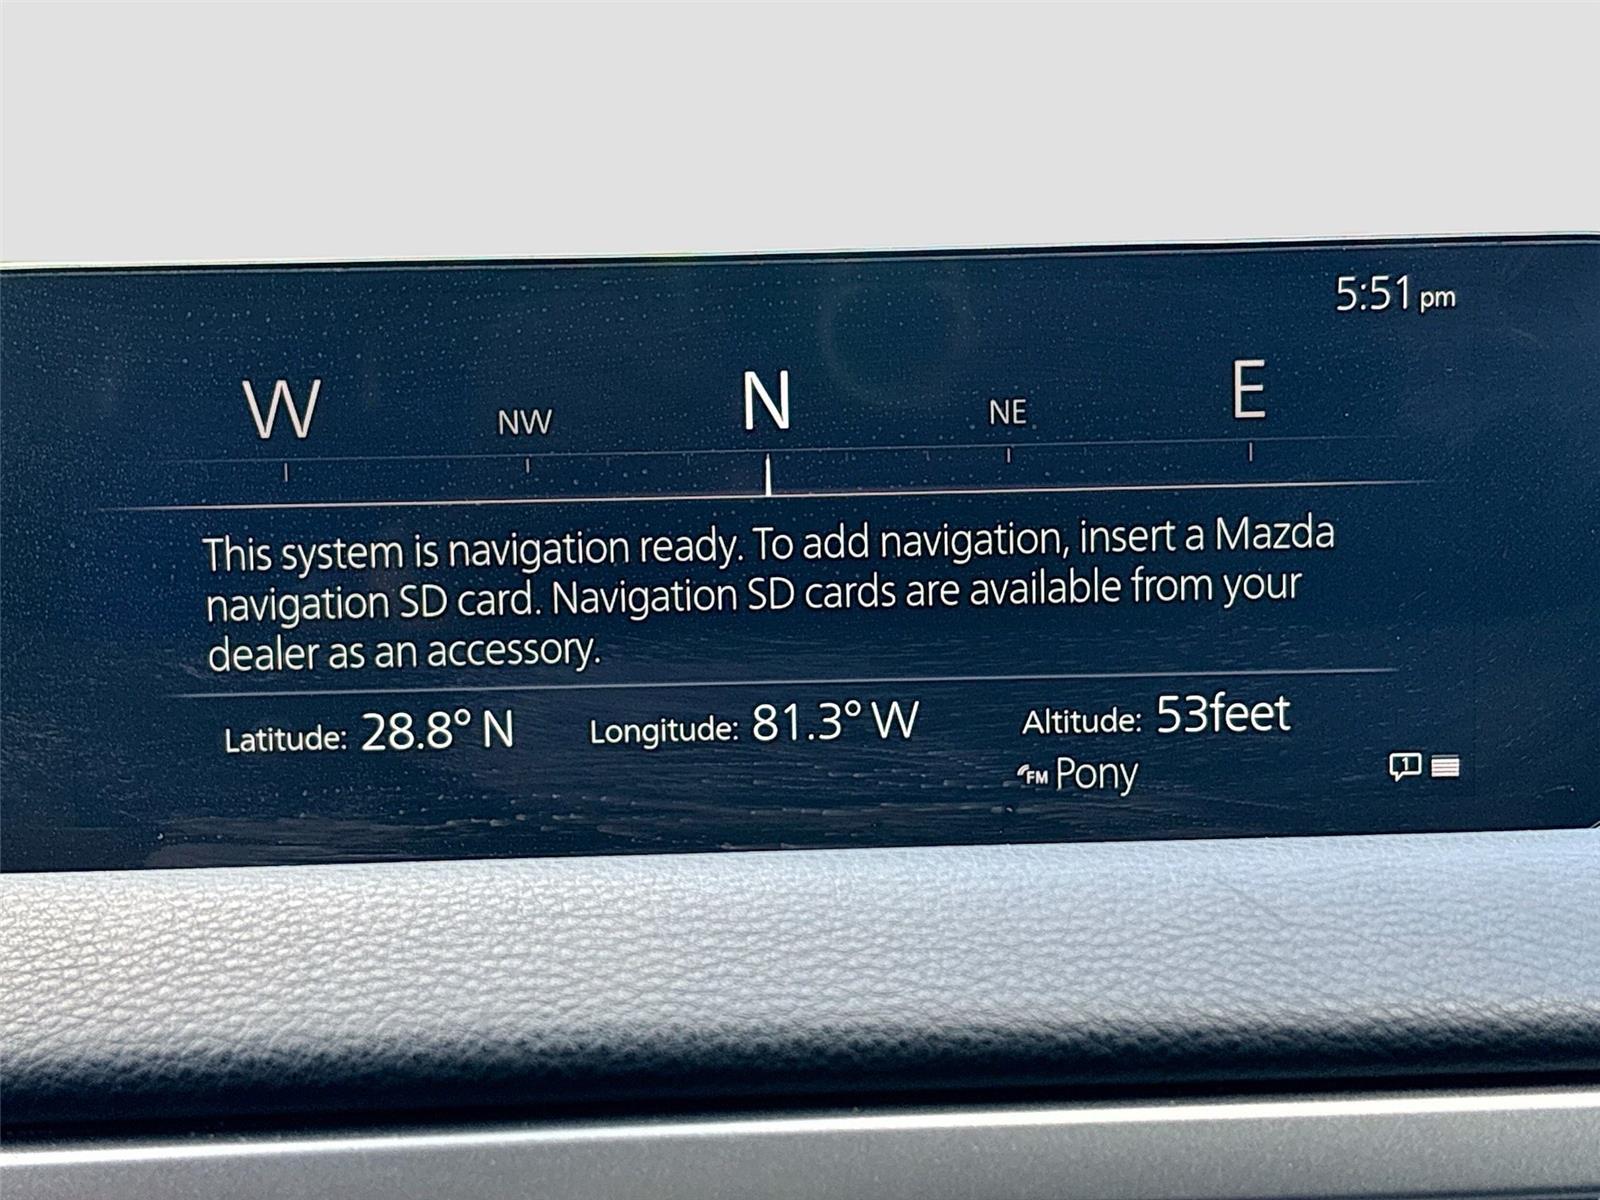 5:51 pm
W NW N NE E
This system is navigation ready. To add navigation, insert a Mazda
navigation SD card. Navigation SD cards are available from your
dealer as an accessory.
Latitude: 28.8° N Longitude: 81.3° W Altitude: 53feet
FM Pony
1